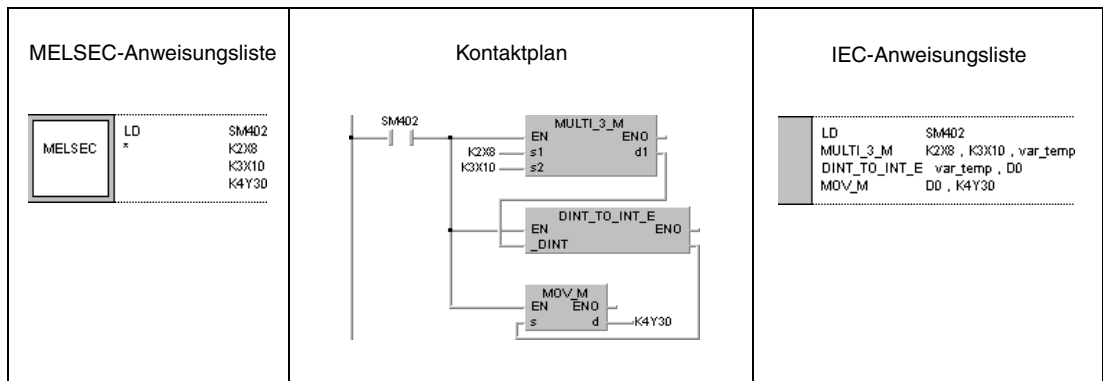 MELSEC-Anweisungsliste
MELSEC
LD SM402
* K2X8
K3X10
K4Y30
Kontaktplan
SM402
MULTI_3_M
EN ENO
K2X8 s1 d1
K3X10 s2
DINT_TO_INT_E
EN ENO
_DINT
MOV_M
EN ENO
s d K4Y30
IEC-Anweisungsliste
LD SM402
MULTI_3_M K2X8 , K3X10 , var_temp
DINT_TO_INT_E var_temp , D0
MOV_M D0 , K4Y30